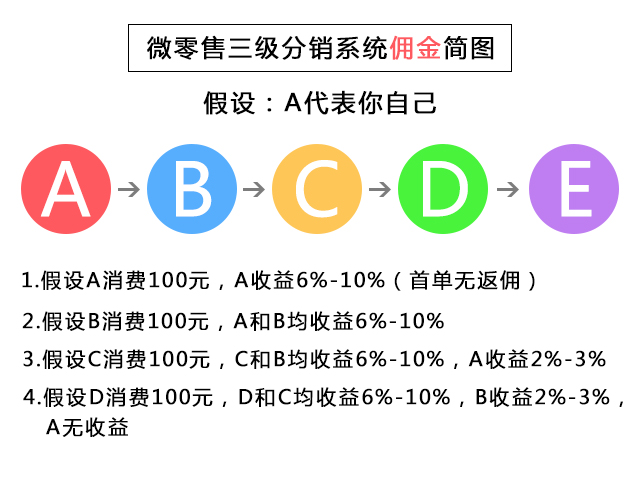 微零售三级分销系统佣金简图
假设：A代表你自己
A → B → C → D → E
1.假设A消费100元，A收益6%-10%（首单无返佣）
2.假设B消费100元，A和B均收益6%-10%
3.假设C消费100元，C和B均收益6%-10%，A收益2%-3%
4.假设D消费100元，D和C均收益6%-10%，B收益2%-3%，
A无收益